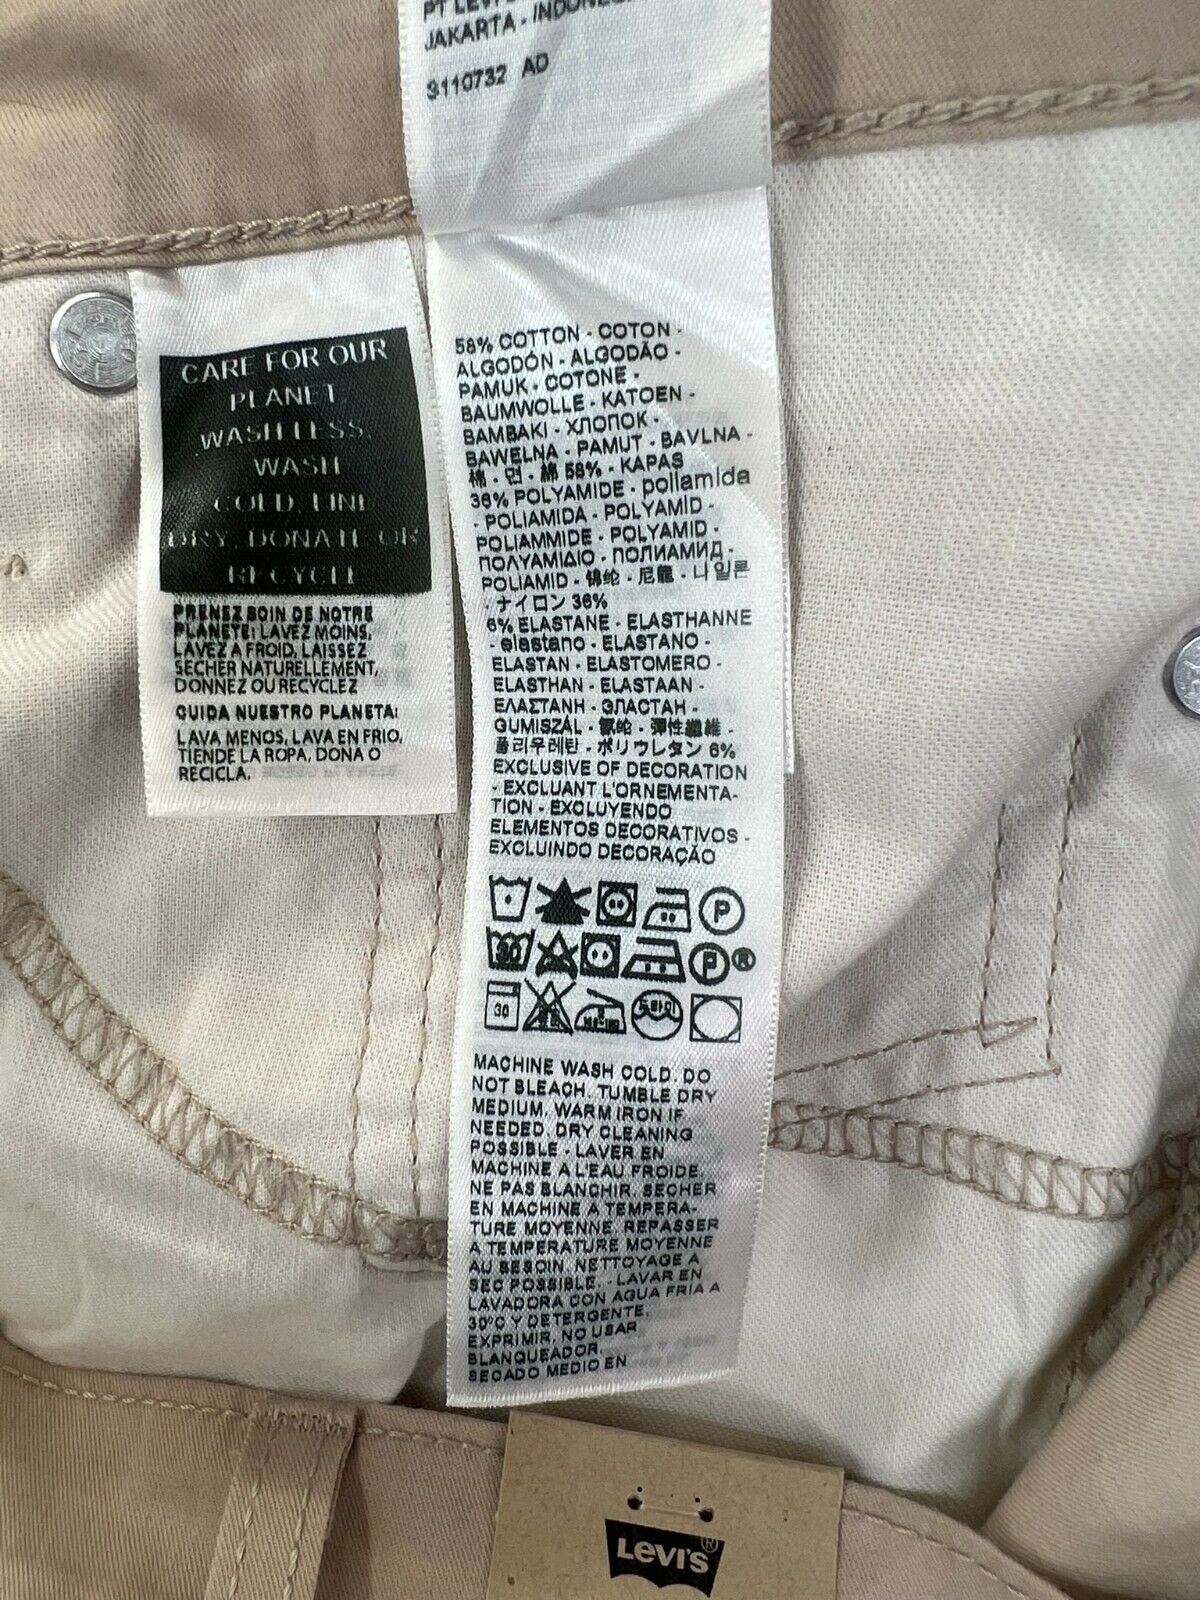 JAKARTA - INDONES
S110732 AD
CARE FOR OUR
PLANET
WASH LESS,
WASH
COLD, LINE
DRY, DONATE OR
RECYCLE
PRENEZ SOIN DE NOTRE
PLANETE: LAVEZ MOINS,
LAVEZ A FROID, LAISSEZ
SECHER NATURELLEMENT,
DONNEZ OU RECYCLEZ
CUIDA NUESTRO PLANETA:
LAVA MENOS, LAVA EN FRIO,
TIENDE LA ROPA, DONA O
RECICLA.
58% COTTON - COTON -
ALGODÓN - ALGODÃO -
PAMUK - COTONE -
BAUMWOLLE - KATOEN -
BAMBAKI - ХЛОПОК -
BAWELNA - PAMUT - BAVLNA -
棉 - 면 - 綿 58% - KAPAS
36% POLYAMIDE - poliamida
- POLIAMIDA - POLYAMID -
POLIAMMIDE - POLYAMID -
ΠΟΛΥΑΜΙΔΙΟ - ПОЛИАМИД -
POLIAMID - 锦纶 - 尼龍 - 나일론
- ナイロン 36%
6% ELASTANE - ELASTHANNE
- elastano - ELASTANO -
ELASTAN - ELASTOMERO -
ELASTHAN - ELASTAAN -
ΕΛΑΣΤΑΝΗ - ЭЛАСТАН -
GUMISZÁL - 氨纶 - 彈性纖維 -
폴리우레탄 - ポリウレタン 6%
EXCLUSIVE OF DECORATION
- EXCLUANT L'ORNEMENTA-
TION - EXCLUYENDO
ELEMENTOS DECORATIVOS -
EXCLUINDO DECORAÇÃO
P
30 P ®
30 드라이
MACHINE WASH COLD. DO
NOT BLEACH. TUMBLE DRY
MEDIUM. WARM IRON IF
NEEDED. DRY CLEANING
POSSIBLE - LAVER EN
MACHINE A L'EAU FROIDE.
NE PAS BLANCHIR. SECHER
EN MACHINE A TEMPERA-
TURE MOYENNE. REPASSER
A TEMPERATURE MOYENNE
AU BESOIN. NETTOYAGE A
SEC POSSIBLE. - LAVAR EN
LAVADORA CON AGUA FRIA A
30°C Y DETERGENTE.
EXPRIMIR. NO USAR
BLANQUEADOR.
SECADO MEDIO EN
LEVI'S ®